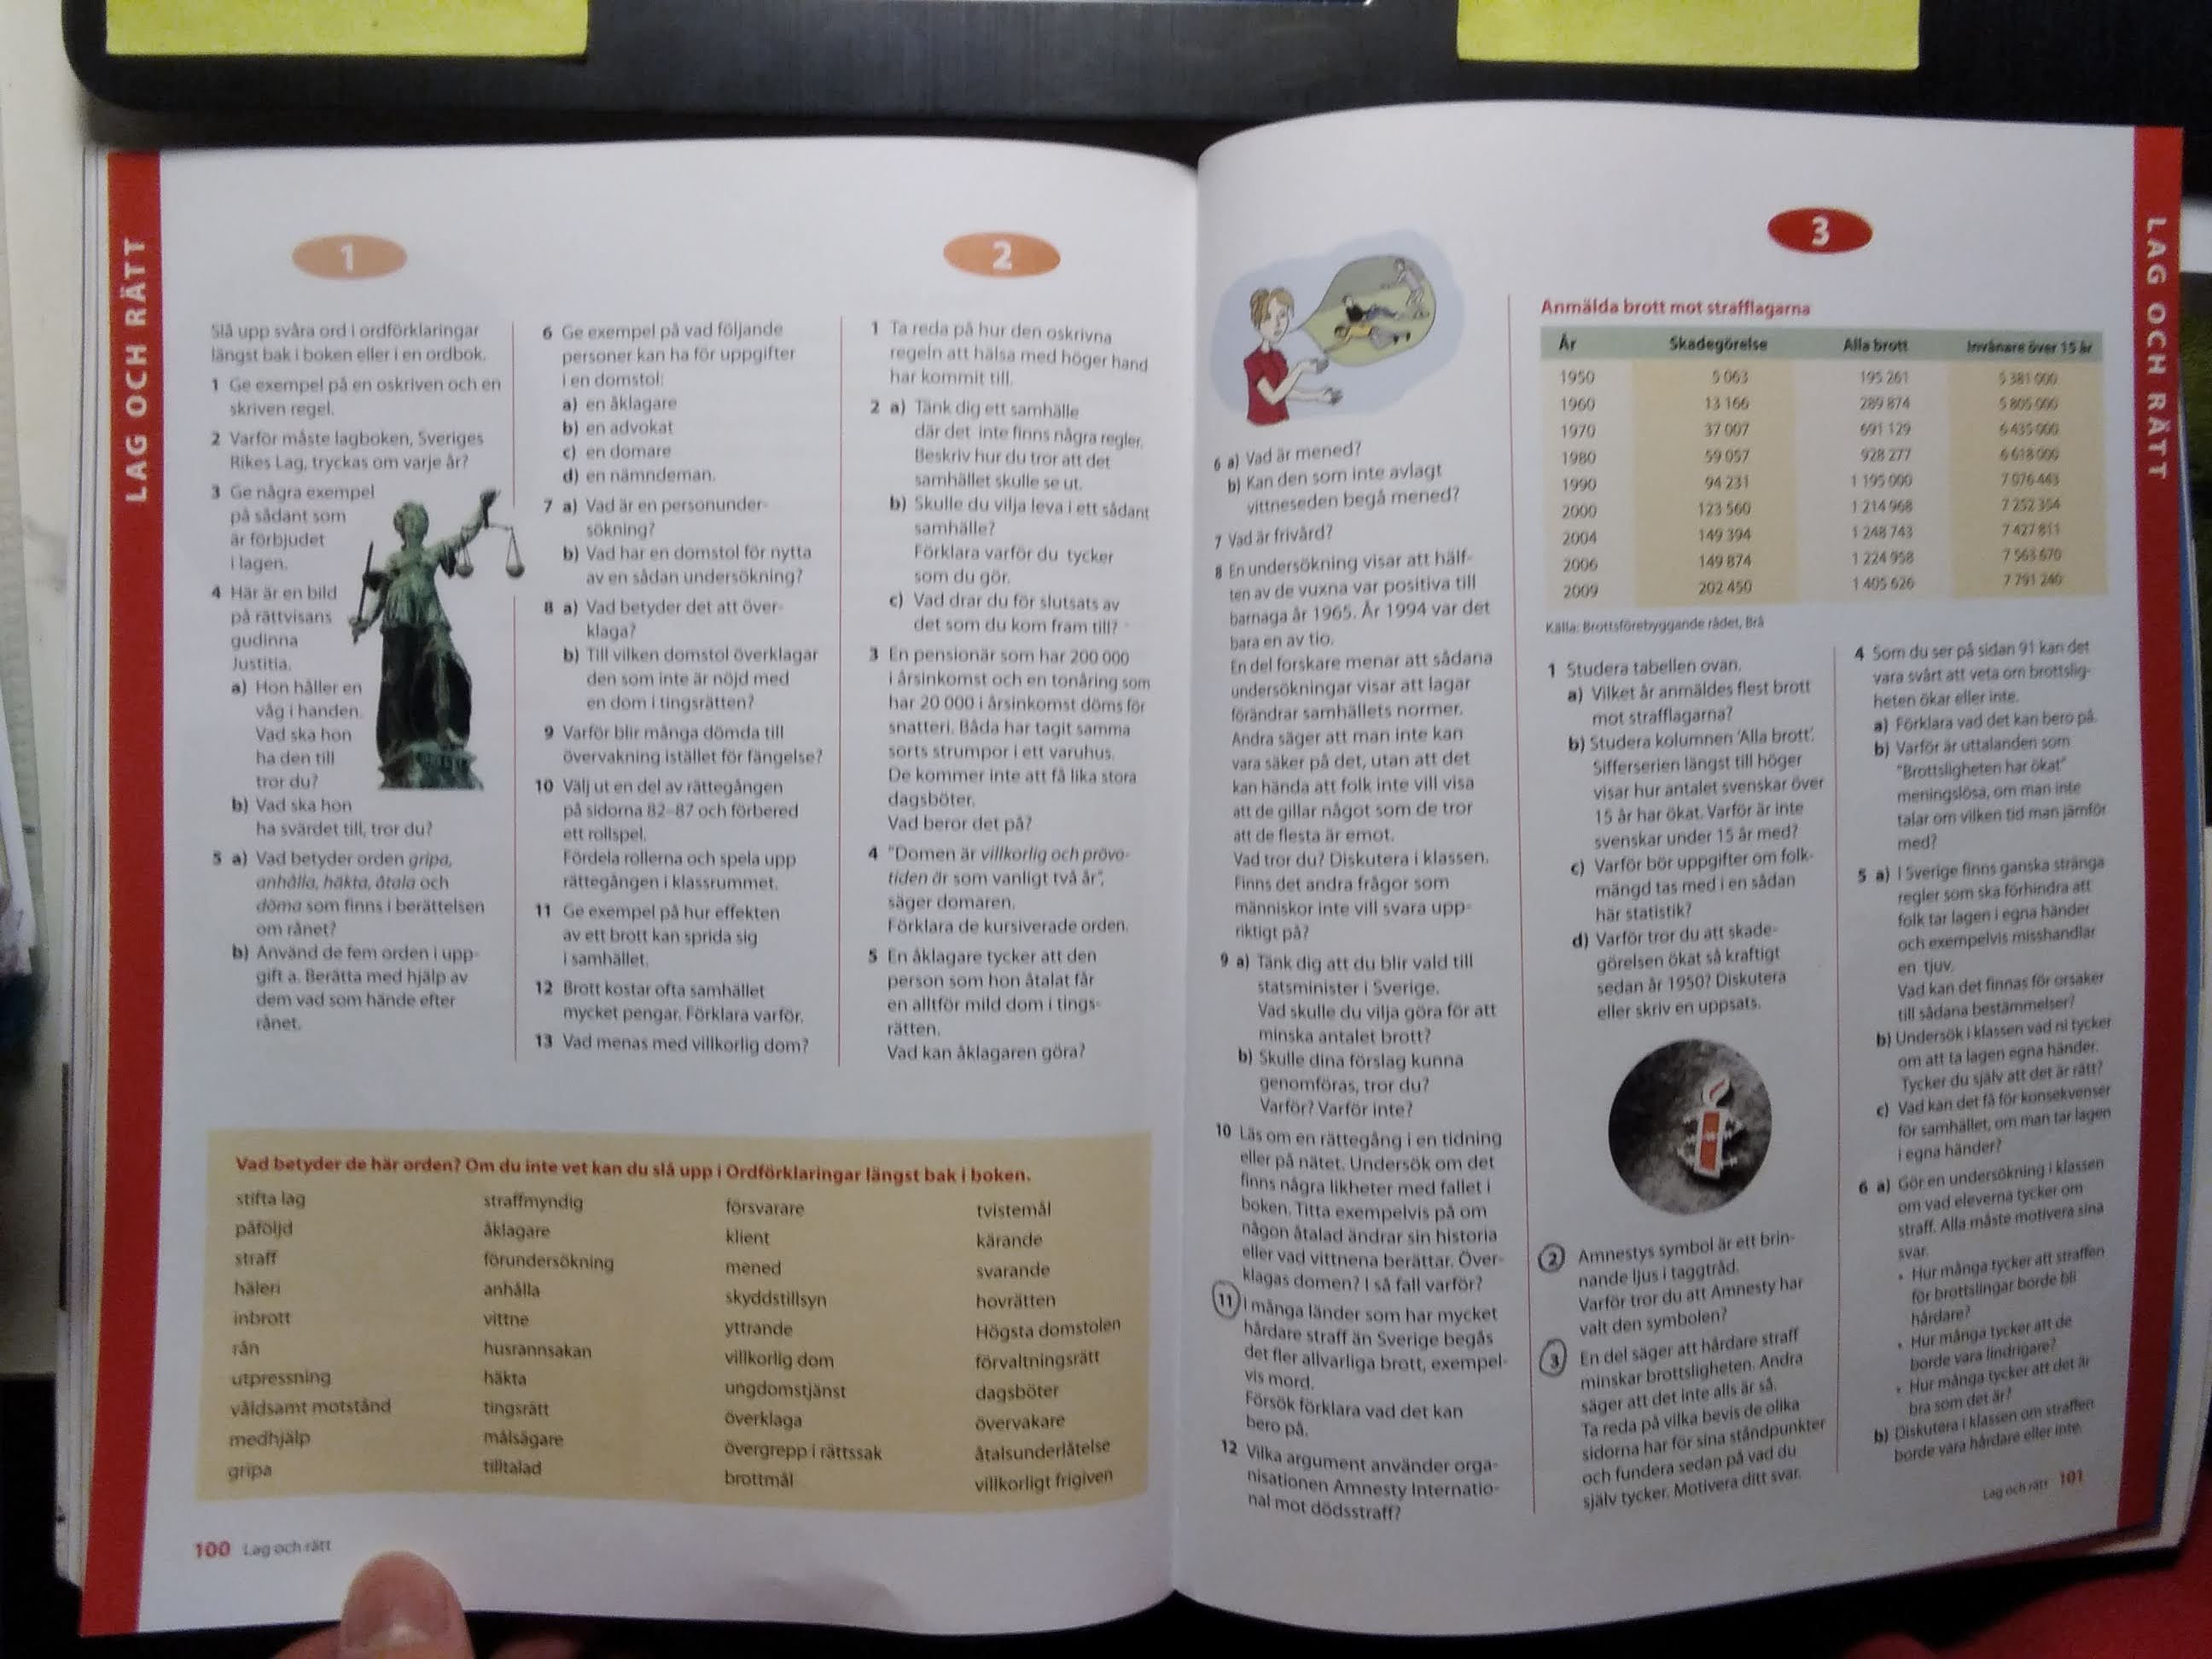 LAG OCH RÄTT
1
Slå upp svåra ord i ordförklaringar
längst bak i boken eller i en ordbok.
1 Ge exempel på en oskriven och en
skriven regel.
2 Varför måste lagboken, Sveriges
Rikes Lag, tryckas om varje år?
3 Ge några exempel
på sådant som
är förbjudet
i lagen.
4 Här är en bild
på rättvisans
gudinna
Justitia.
a) Hon håller en
våg i handen.
Vad ska hon
ha den till
tror du?
b) Vad ska hon
ha svärdet till, tror du?
5 a) Vad betyder orden gripa,
anhålla, häkta, åtala och
döma som finns i berättelsen
om rånet?
b) Använd de fem orden i upp-
gift a. Berätta med hjälp av
dem vad som hände efter
rånet.
6 Ge exempel på vad följande
personer kan ha för uppgifter
i en domstol:
a) en åklagare
b) en advokat
c) en domare
d) en nämndeman.
7 a) Vad är en personunder-
sökning?
b) Vad har en domstol för nytta
av en sådan undersökning?
8 a) Vad betyder det att över-
klaga?
b) Till vilken domstol överklagar
den som inte är nöjd med
en dom i tingsrätten?
9 Varför blir många dömda till
övervakning istället för fängelse?
10 Välj ut en del av rättegången
på sidorna 82–87 och förbered
ett rollspel.
Fördela rollerna och spela upp
rättegången i klassrummet.
11 Ge exempel på hur effekten
av ett brott kan sprida sig
i samhället.
12 Brott kostar ofta samhället
mycket pengar. Förklara varför.
13 Vad menas med villkorlig dom?
2
1 Ta reda på hur den oskrivna
regeln att hälsa med höger hand
har kommit till.
2 a) Tänk dig ett samhälle
där det inte finns några regler.
Beskriv hur du tror att det
samhället skulle se ut.
b) Skulle du vilja leva i ett sådant
samhälle?
Förklara varför du tycker
som du gör.
c) Vad drar du för slutsats av
det som du kom fram till?
3 En pensionär som har 200 000
i årsinkomst och en tonåring som
har 20 000 i årsinkomst döms för
snatteri. Båda har tagit samma
sorts strumpor i ett varuhus.
De kommer inte att få lika stora
dagsböter.
Vad beror det på?
4 "Domen är villkorlig och prövo-
tiden är som vanligt två år",
säger domaren.
Förklara de kursiverade orden.
5 En åklagare tycker att den
person som hon åtalat får
en alltför mild dom i tings-
rätten.
Vad kan åklagaren göra?
Vad betyder de här orden? Om du inte vet kan du slå upp i Ordförklaringar längst bak i boken.
stifta lag
påföljd
straff
häleri
inbrott
rån
utpressning
våldsamt motstånd
medhjälp
gripa
straffmyndig
åklagare
förundersökning
anhålla
vittne
husrannsakan
häkta
tingsrätt
målsägare
tilltalad
försvarare
klient
mened
skyddstillsyn
yttrande
villkorlig dom
ungdomstjänst
överklaga
övergrepp i rättssak
brottmål
tvistemål
kärande
svarande
hovrätten
Högsta domstolen
förvaltningsrätt
dagsböter
övervakare
åtalsunderlåtelse
villkorligt frigiven
100 Lag och rätt
6 a) Vad är mened?
b) Kan den som inte avlagt
vittneseden begå mened?
7 Vad är frivård?
8 En undersökning visar att hälf-
ten av de vuxna var positiva till
barnaga år 1965. År 1994 var det
bara en av tio.
En del forskare menar att sådana
undersökningar visar att lagar
förändrar samhällets normer.
Andra säger att man inte kan
vara säker på det, utan att det
kan hända att folk inte vill visa
att de gillar något som de tror
att de flesta är emot.
Vad tror du? Diskutera i klassen.
Finns det andra frågor som
människor inte vill svara upp-
riktigt på?
9 a) Tänk dig att du blir vald till
statsminister i Sverige.
Vad skulle du vilja göra för att
minska antalet brott?
b) Skulle dina förslag kunna
genomföras, tror du?
Varför? Varför inte?
10 Läs om en rättegång i en tidning
eller på nätet. Undersök om det
finns några likheter med fallet i
boken. Titta exempelvis på om
någon åtalad ändrar sin historia
eller vad vittnena berättar. Över-
klagas domen? I så fall varför?
11 I många länder som har mycket
hårdare straff än Sverige begås
det fler allvarliga brott, exempel-
vis mord.
Försök förklara vad det kan
bero på.
12 Vilka argument använder orga-
nisationen Amnesty Internatio-
nal mot dödsstraff?
3
Anmälda brott mot strafflagarna
År Skadegörelse Alla brott Invånare över 15 år
1950 5 063 195 261 5 381 000
1960 13 166 289 874 5 805 000
1970 37 007 691 129 6 435 000
1980 59 057 928 277 6 618 000
1990 94 231 1 195 000 7 076 443
2000 123 560 1 214 968 7 252 354
2004 149 394 1 248 743 7 427 811
2006 149 874 1 224 958 7 563 670
2009 202 450 1 405 626 7 791 240
Källa: Brottsförebyggande rådet, Brå
1 Studera tabellen ovan.
a) Vilket år anmäldes flest brott
mot strafflagarna?
b) Studera kolumnen 'Alla brott'.
Sifferserien längst till höger
visar hur antalet svenskar över
15 år har ökat. Varför är inte
svenskar under 15 år med?
c) Varför bör uppgifter om folk-
mängd tas med i en sådan
här statistik?
d) Varför tror du att skade-
görelsen ökat så kraftigt
sedan år 1950? Diskutera
eller skriv en uppsats.
2 Amnestys symbol är ett brin-
nande ljus i taggtråd.
Varför tror du att Amnesty har
valt den symbolen?
3 En del säger att hårdare straff
minskar brottsligheten. Andra
säger att det inte alls är så.
Ta reda på vilka bevis de olika
sidorna har för sina ståndpunkter
och fundera sedan på vad du
själv tycker. Motivera ditt svar.
4 Som du ser på sidan 91 kan det
vara svårt att veta om brottslig-
heten ökar eller inte.
a) Förklara vad det kan bero på.
b) Varför är uttalanden som
"Brottsligheten har ökat"
meningslösa, om man inte
talar om vilken tid man jämför
med?
5 a) I Sverige finns ganska stränga
regler som ska förhindra att
folk tar lagen i egna händer
och exempelvis misshandlar
en tjuv.
Vad kan det finnas för orsaker
till sådana bestämmelser?
b) Undersök i klassen vad ni tycker
om att ta lagen egna händer.
Tycker du själv att det är rätt?
c) Vad kan det få för konsekvenser
för samhället, om man tar lagen
i egna händer?
6 a) Gör en undersökning i klassen
om vad eleverna tycker om
straff. Alla måste motivera sina
svar.
• Hur många tycker att straffen
för brottslingar borde bli
hårdare?
• Hur många tycker att de
borde vara lindrigare?
• Hur många tycker att det är
bra som det är?
b) Diskutera i klassen om straffen
borde vara hårdare eller inte.
Lag och rätt 101
LAG OCH RÄTT